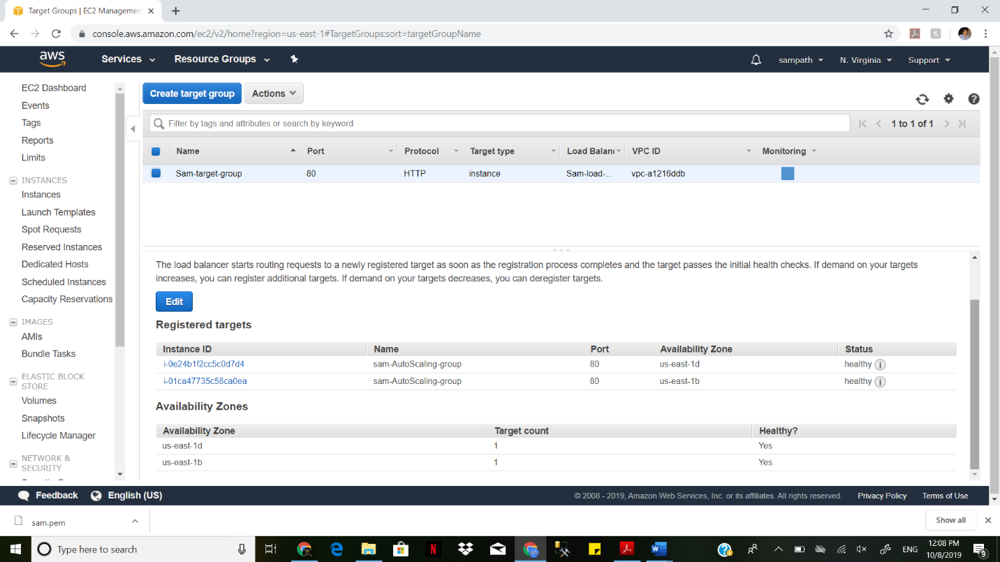 Target Groups | EC2 Managemen
console.aws.amazon.com/ec2/v2/home?region=us-east-1#TargetGroups:sort=targetGroupName
aws Services Resource Groups sampath N. Virginia Support
EC2 Dashboard
Events
Tags
Reports
Limits
INSTANCES
Instances
Launch Templates
Spot Requests
Reserved Instances
Dedicated Hosts
Scheduled Instances
Capacity Reservations
IMAGES
AMIs
Bundle Tasks
ELASTIC BLOCK
STORE
Volumes
Snapshots
Lifecycle Manager
NETWORK &
SECURITY
Create target group Actions
Filter by tags and attributes or search by keyword 1 to 1 of 1
Name Port Protocol Target type Load Balanc VPC ID Monitoring
Sam-target-group 80 HTTP instance Sam-load-... vpc-a1216ddb
The load balancer starts routing requests to a newly registered target as soon as the registration process completes and the target passes the initial health checks. If demand on your targets
increases, you can register additional targets. If demand on your targets decreases, you can deregister targets.
Edit
Registered targets
Instance ID Name Port Availability Zone Status
i-0e24b1f2cc5c0d7d4 sam-AutoScaling-group 80 us-east-1d healthy
i-01ca47735c58ca0ea sam-AutoScaling-group 80 us-east-1b healthy
Availability Zones
Availability Zone Target count Healthy?
us-east-1d 1 Yes
us-east-1b 1 Yes
Feedback English (US) © 2008 - 2019, Amazon Web Services, Inc. or its affiliates. All rights reserved. Privacy Policy Terms of Use
sam.pem Show all
Type here to search ENG 12:08 PM
10/8/2019 9